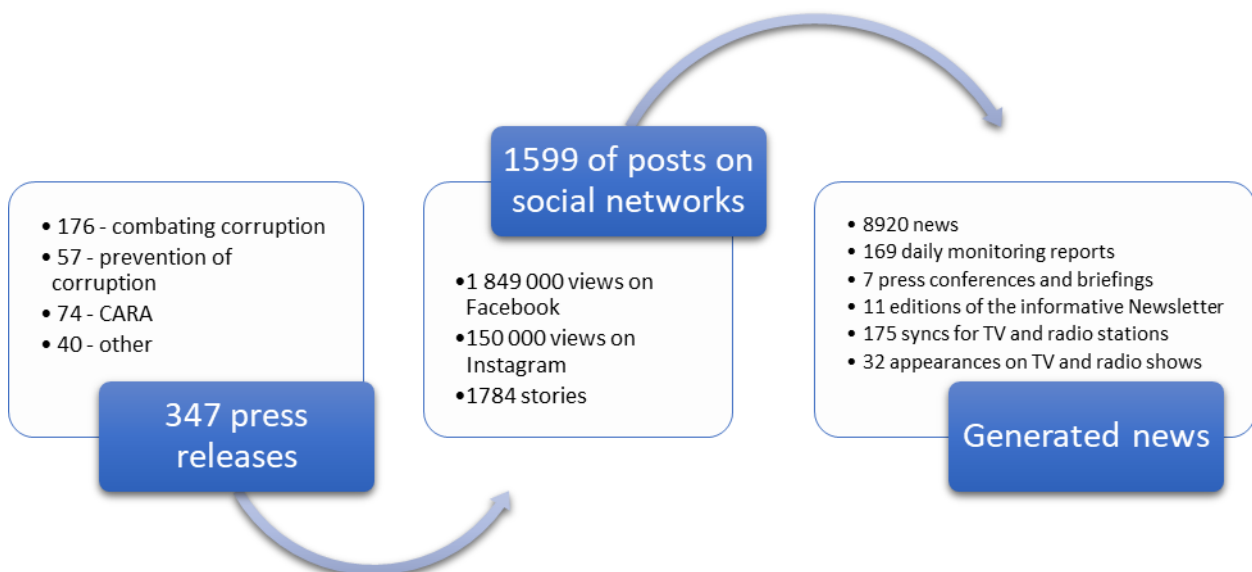 • 176 - combating corruption
• 57 - prevention of
corruption
• 74 - CARA
• 40 - other
347 press
releases
1599 of posts on
social networks
•1 849 000 views on
Facebook
•150 000 views on
Instagram
•1784 stories
• 8920 news
• 169 daily monitoring reports
• 7 press conferences and briefings
• 11 editions of the informative Newsletter
• 175 syncs for TV and radio stations
• 32 appearances on TV and radio shows
Generated news